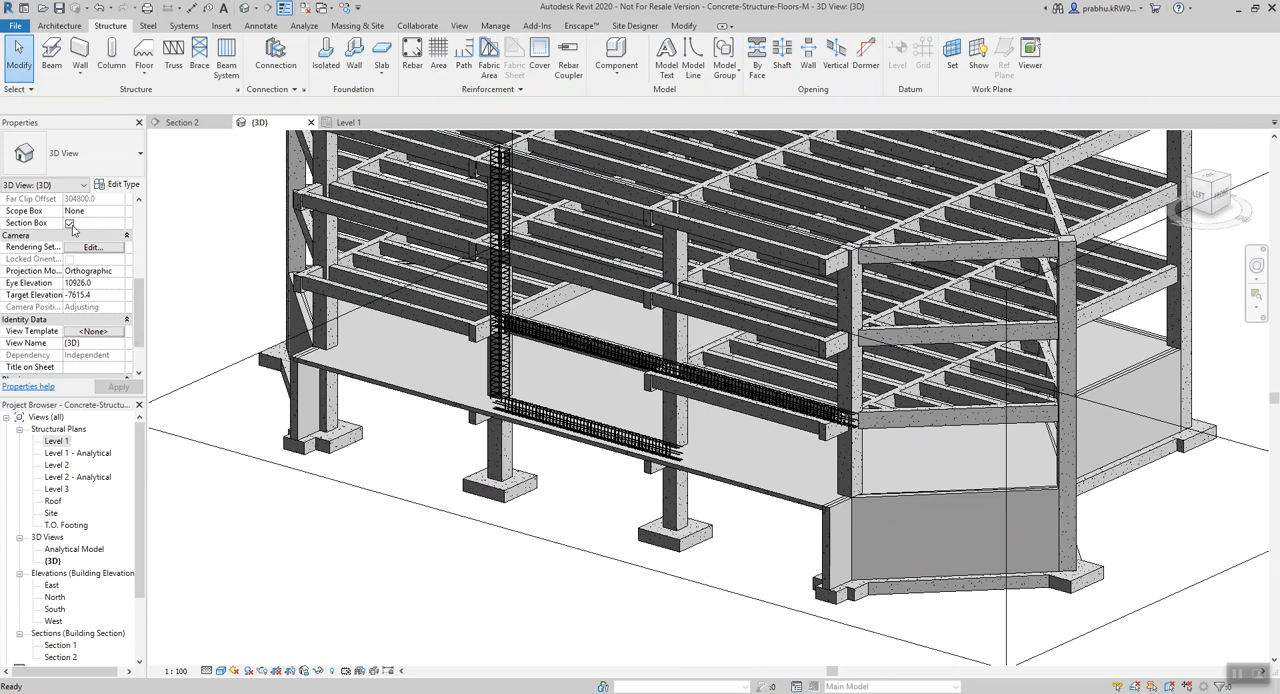 Autodesk Revit 2020 - Not For Resale Version - Concrete-Structure-Floors-M - 3D View: {3D}
prabhu.kRW9...
File Architecture Structure Steel Systems Insert Annotate Analyze Massing & Site Collaborate View Manage Add-Ins Enscape™ Site Designer Modify
Modify Beam Wall Column Floor Truss Brace Beam System Connection Isolated Wall Slab Rebar Area Path Fabric Area Fabric Sheet Cover Rebar Coupler Component Model Text Model Line Model Group By Face Shaft Wall Vertical Dormer Level Grid Set Show Ref Plane Viewer
Select Structure Connection Foundation Reinforcement Model Opening Datum Work Plane
Properties
Section 2
{3D}
Level 1
3D View
3D View: {3D}
Edit Type
Far Clip Offset 304800.0
Scope Box None
Section Box
Camera
Rendering Set... Edit...
Locked Orient...
Projection Mo... Orthographic
Eye Elevation 10926.0
Target Elevation -7615.4
Camera Positi... Adjusting
Identity Data
View Template <None>
View Name {3D}
Dependency Independent
Title on Sheet
Properties help Apply
Project Browser - Concrete-Structu...
Views (all)
Structural Plans
Level 1
Level 1 - Analytical
Level 2
Level 2 - Analytical
Level 3
Roof
Site
T.O. Footing
3D Views
Analytical Model
{3D}
Elevations (Building Elevation
East
North
South
West
Sections (Building Section)
Section 1
Section 2
LEFT
1 : 100
Ready
:0
Main Model
:0